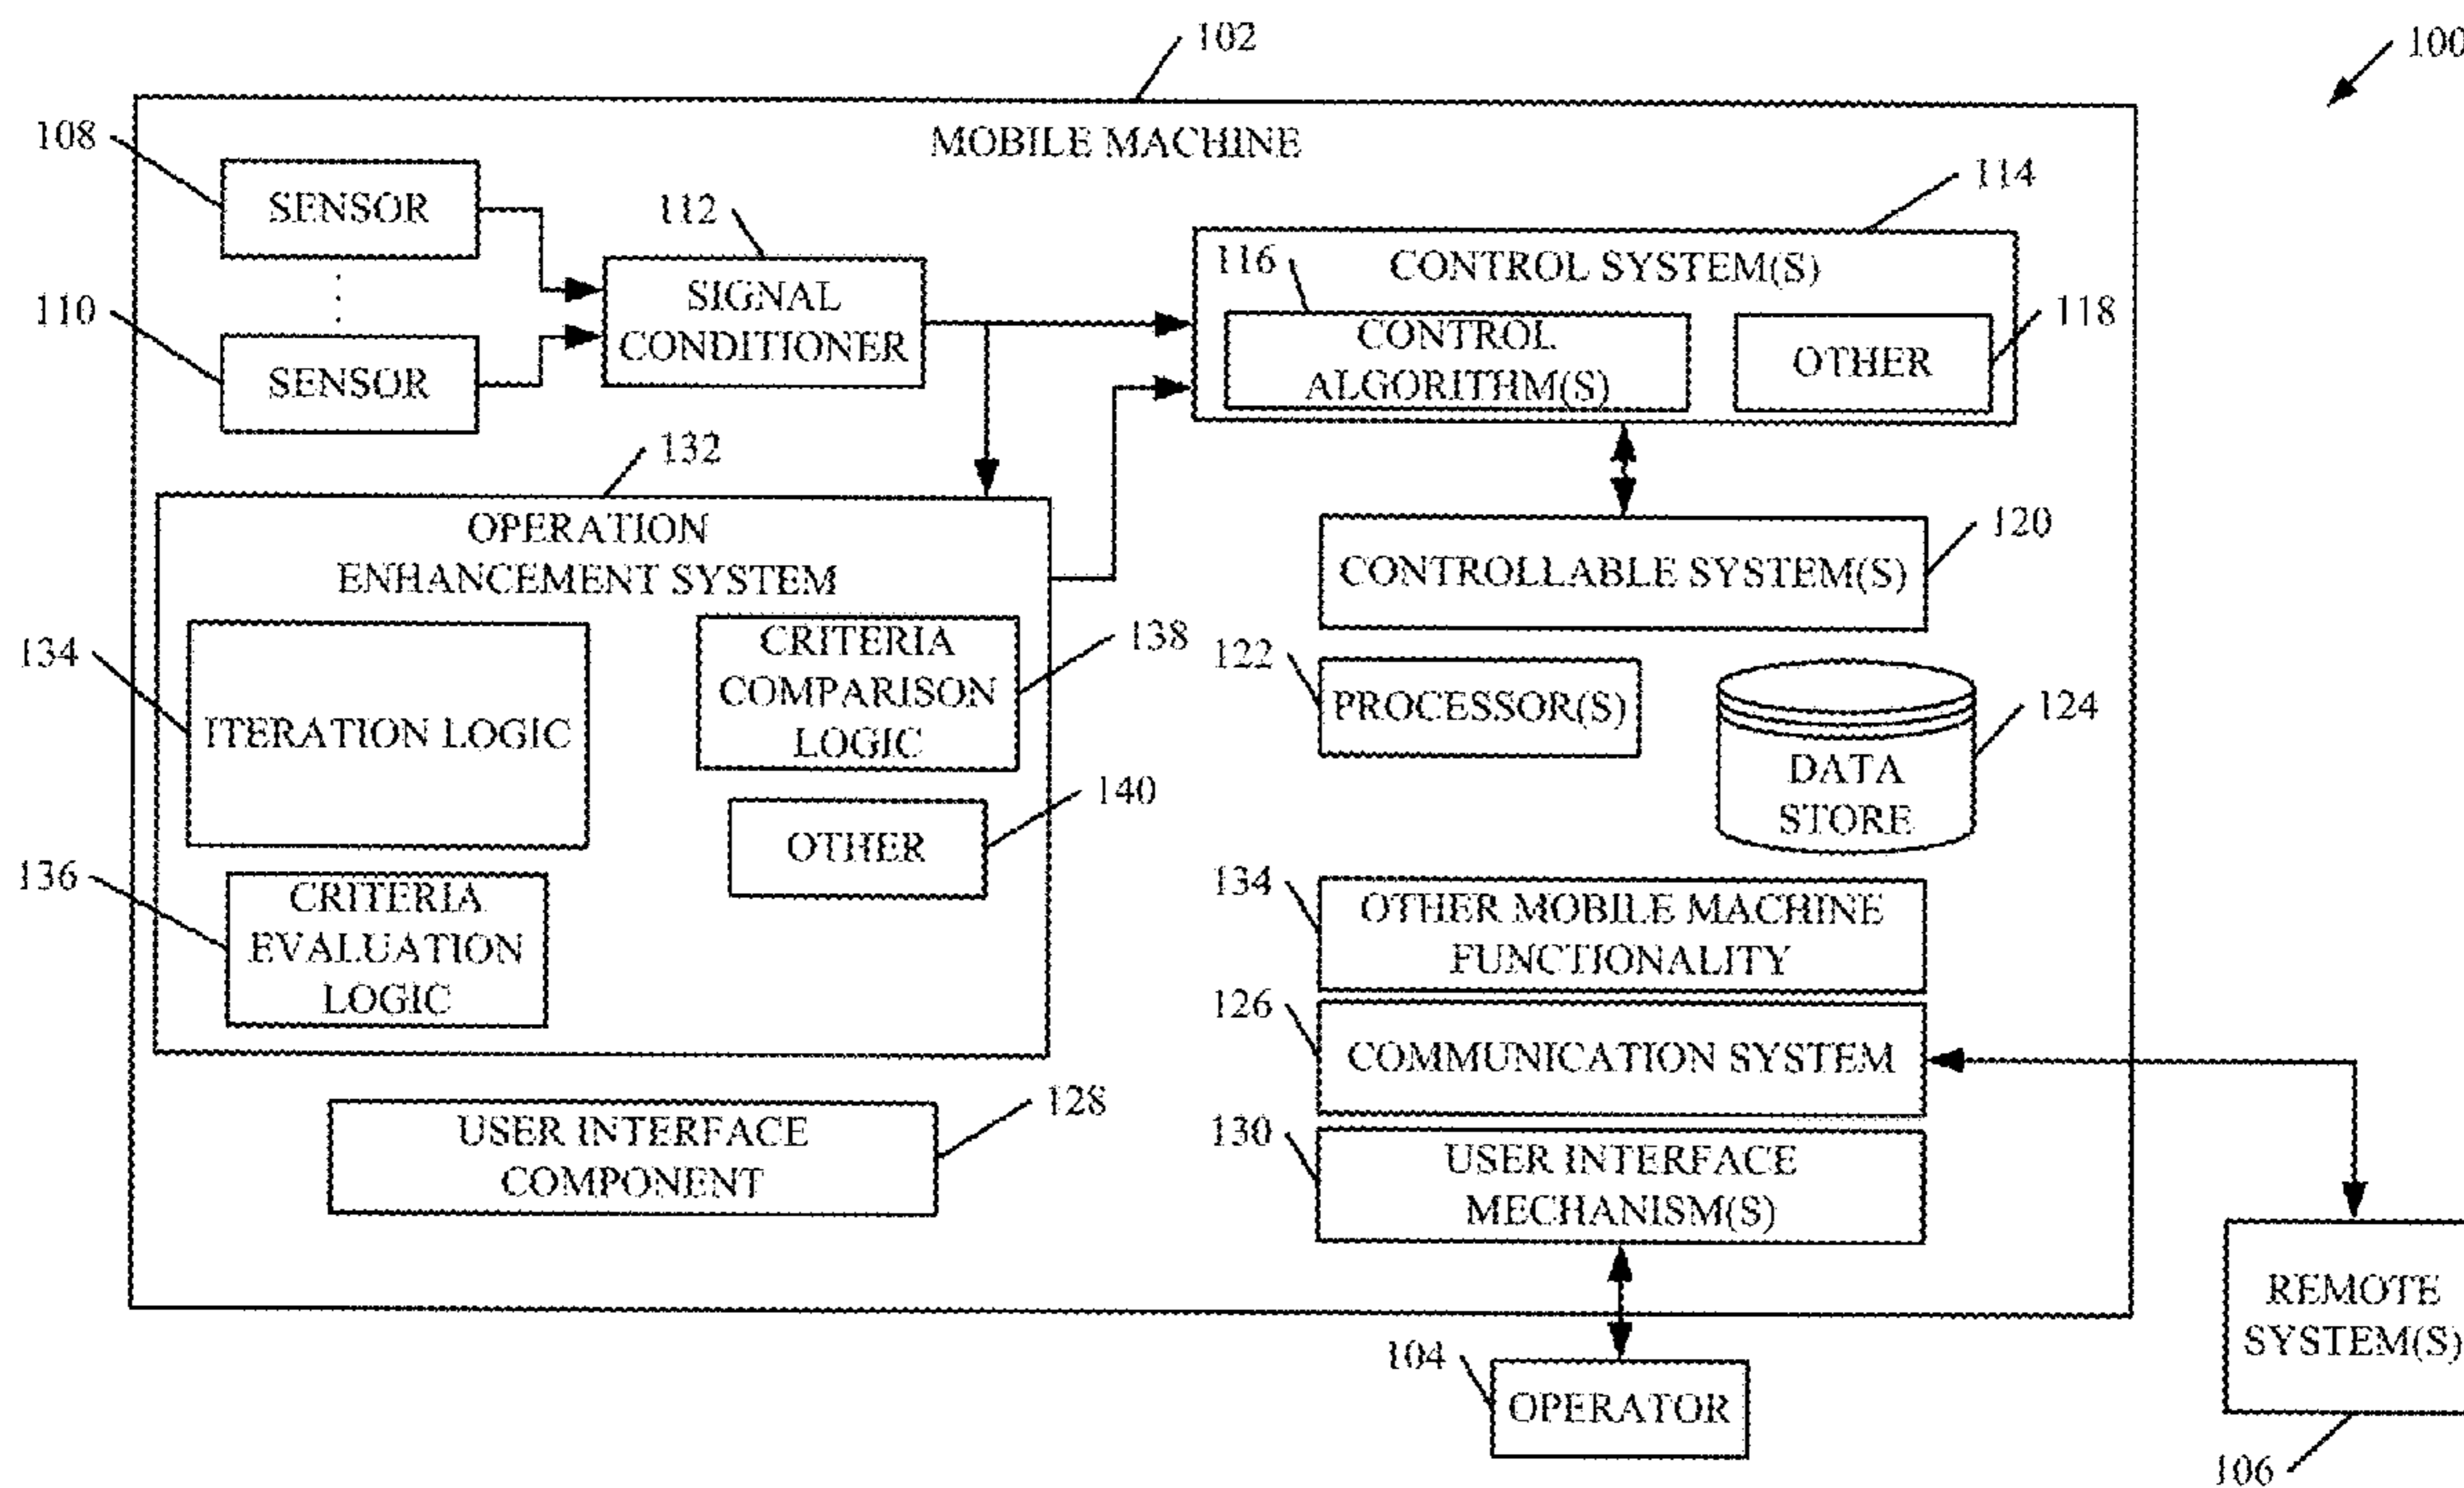 102
100
MOBILE MACHINE
108
SENSOR
110
SENSOR
112
SIGNAL
CONDITIONER
114
CONTROL SYSTEM(S)
116
CONTROL
ALGORITHM(S)
118
OTHER
132
OPERATION
ENHANCEMENT SYSTEM
134
ITERATION LOGIC
138
CRITERIA
COMPARISON
LOGIC
140
OTHER
136
CRITERIA
EVALUATION
LOGIC
120
CONTROLLABLE SYSTEM(S)
122
PROCESSOR(S)
124
DATA
STORE
134
OTHER MOBILE MACHINE
FUNCTIONALITY
126
COMMUNICATION SYSTEM
128
USER INTERFACE
COMPONENT
130
USER INTERFACE
MECHANISM(S)
104
OPERATOR
REMOTE
SYSTEM(S)
106